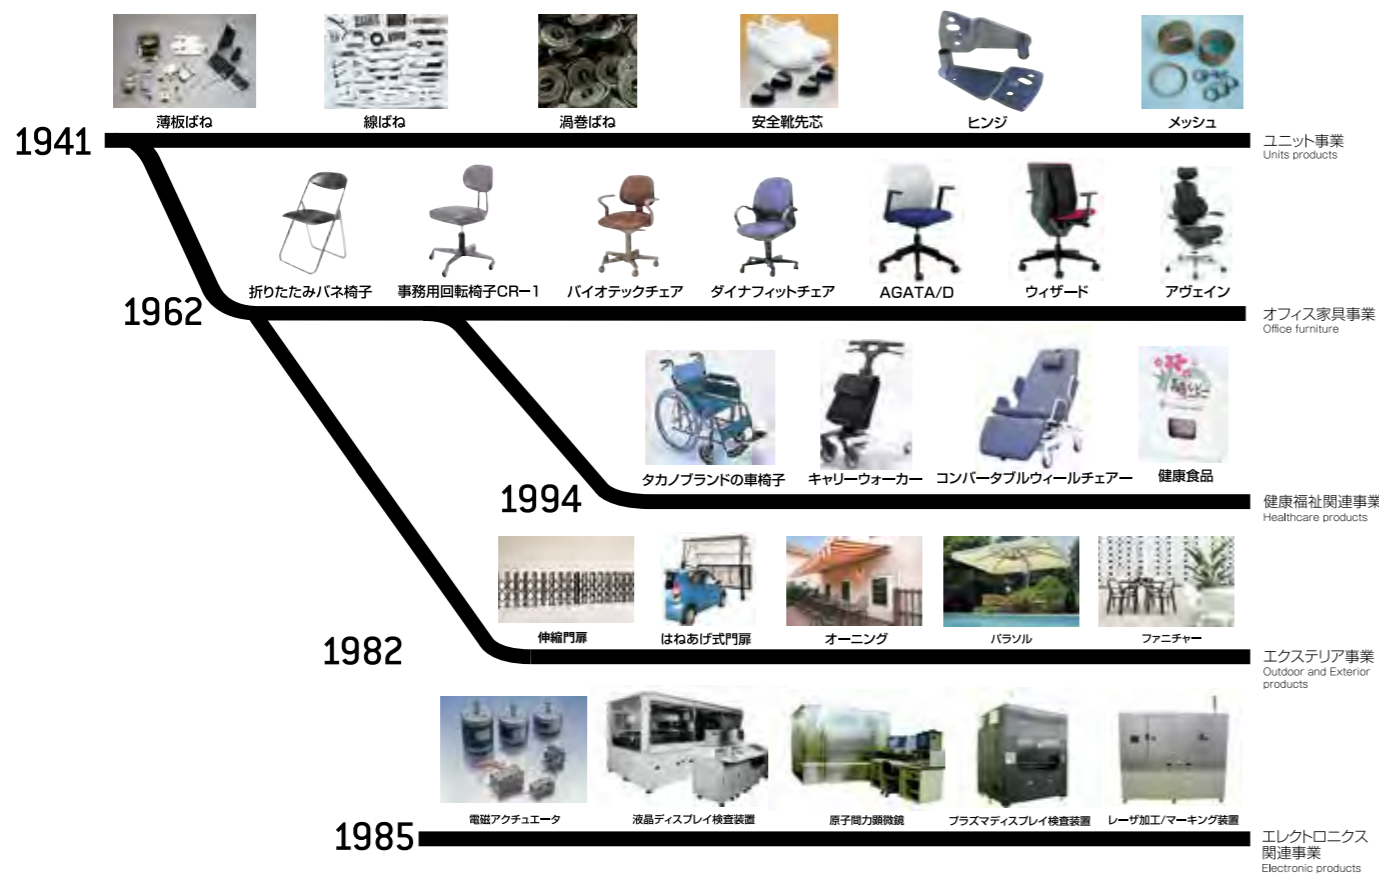 薄板ばね
線ばね
渦巻ばね
安全靴先芯
ヒンジ
メッシュ
1941
ユニット事業
Units products
折りたたみバネ椅子
事務用回転椅子CR-1
バイオテックチェア
ダイナフィットチェア
AGATA/D
ウィザード
アヴェイン
1962
オフィス家具事業
Office furniture
タカノブランドの車椅子
キャリーウォーカー
コンバータブルウィールチェアー
健康食品
1994
健康福祉関連事業
Healthcare products
伸縮門扉
はねあげ式門扉
オーニング
パラソル
ファニチャー
1982
エクステリア事業
Outdoor and Exterior
products
電磁アクチュエータ
液晶ディスプレイ検査装置
原子間力顕微鏡
プラズマディスプレイ検査装置
レーザ加工/マーキング装置
1985
エレクトロニクス
関連事業
Electronic products